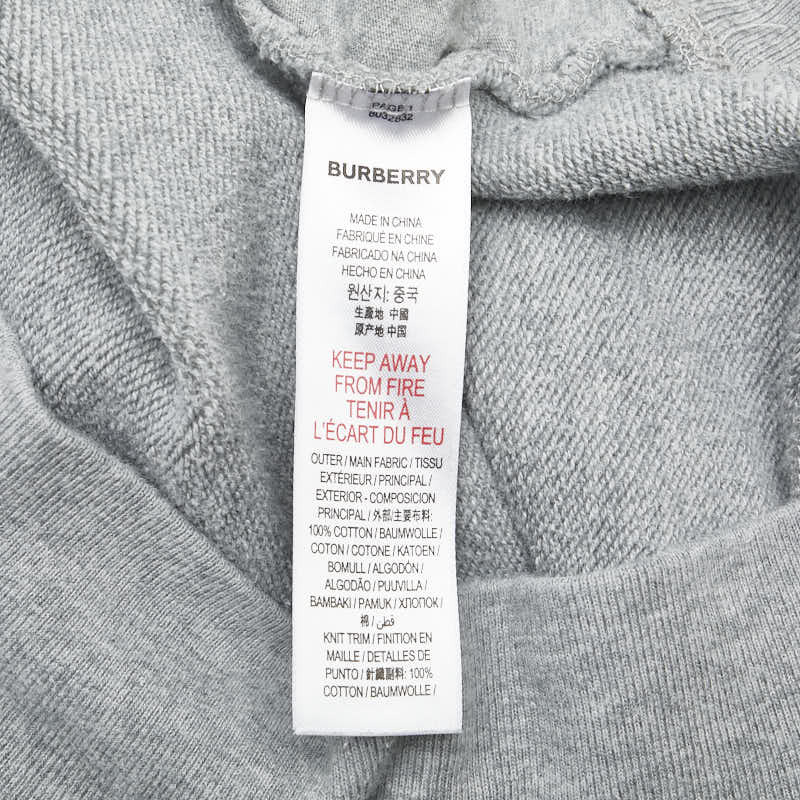 PAGE 1
8032832
BURBERRY
MADE IN CHINA
FABRIQUÉ EN CHINE
FABRICADO NA CHINA
HECHO EN CHINA
원산지: 중국
生產地 中國
原产地 中国
KEEP AWAY
FROM FIRE
TENIR À
L'ÉCART DU FEU
OUTER / MAIN FABRIC / TISSU
EXTÉRIEUR / PRINCIPAL /
EXTERIOR - COMPOSICION
PRINCIPAL / 外部/主要布料:
100% COTTON / BAUMWOLLE /
COTON / COTONE / KATOEN /
BOMULL / ALGODÓN /
ALGODÃO / PUUVILLA /
BAMBAKI / PAMUK / ХЛОПОК /
棉 / قطن /
KNIT TRIM / FINITION EN
MAILLE / DETALLES DE
PUNTO / 針織副料: 100%
COTTON / BAUMWOLLE /